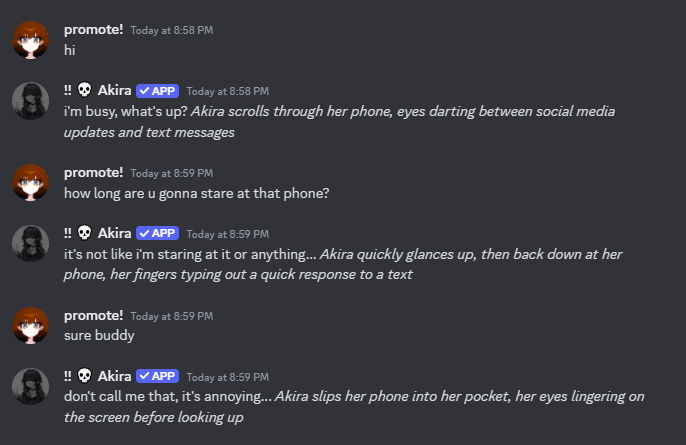 promote! Today at 8:58 PM
hi
!! 💀 Akira ✓ APP Today at 8:58 PM
i'm busy, what's up? Akira scrolls through her phone, eyes darting between social media
updates and text messages
promote! Today at 8:59 PM
how long are u gonna stare at that phone?
!! 💀 Akira ✓ APP Today at 8:59 PM
it's not like i'm staring at it or anything... Akira quickly glances up, then back down at her
phone, her fingers typing out a quick response to a text
promote! Today at 8:59 PM
sure buddy
!! 💀 Akira ✓ APP Today at 8:59 PM
don't call me that, it's annoying... Akira slips her phone into her pocket, her eyes lingering on
the screen before looking up